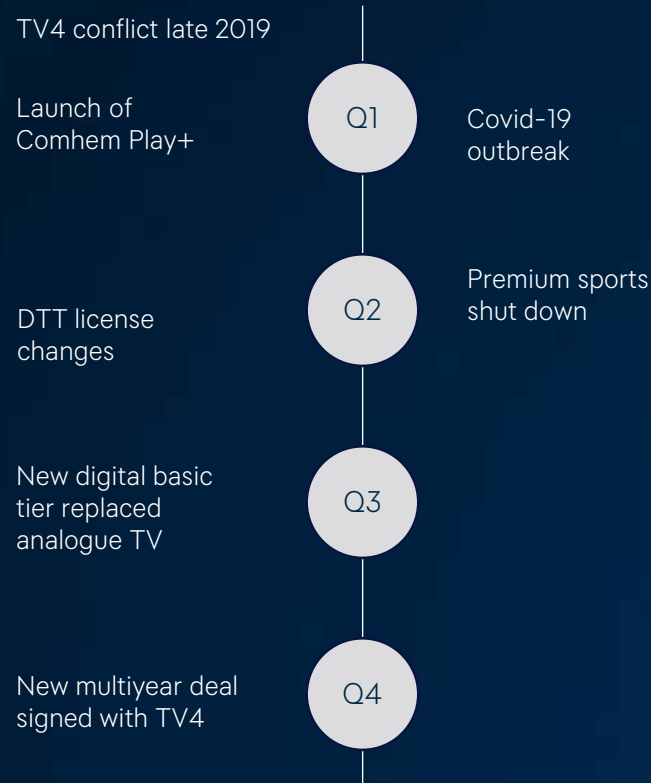 TV4 conflict late 2019
Launch of
Comhem Play+
Q1
Covid-19
outbreak
DTT license
changes
Q2
Premium sports
shut down
New digital basic
tier replaced
analogue TV
Q3
New multiyear deal
signed with TV4
Q4